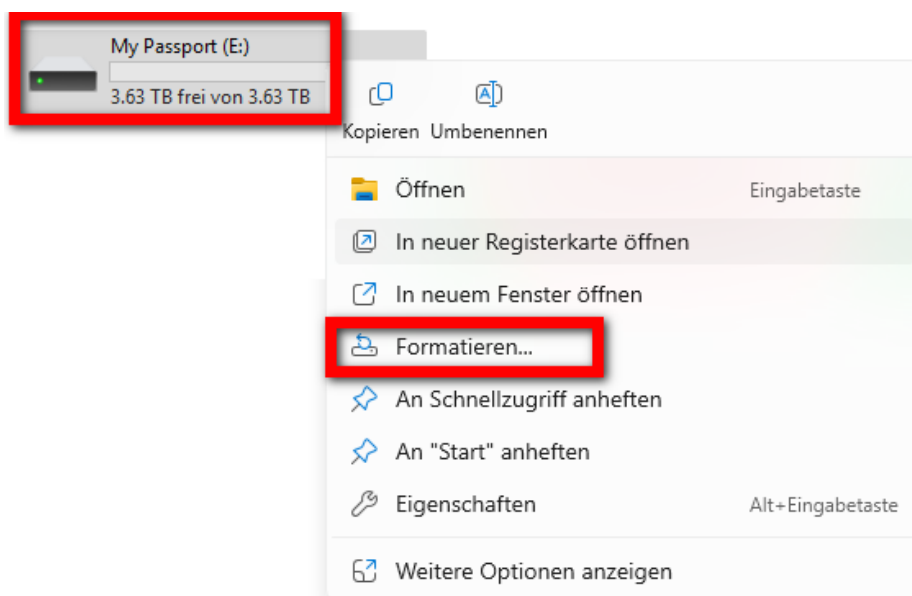 My Passport (E:)
3.63 TB frei von 3.63 TB
Kopieren Umbenennen
Öffnen Eingabetaste
In neuer Registerkarte öffnen
In neuem Fenster öffnen
Formatieren...
An Schnellzugriff anheften
An "Start" anheften
Eigenschaften Alt+Eingabetaste
Weitere Optionen anzeigen